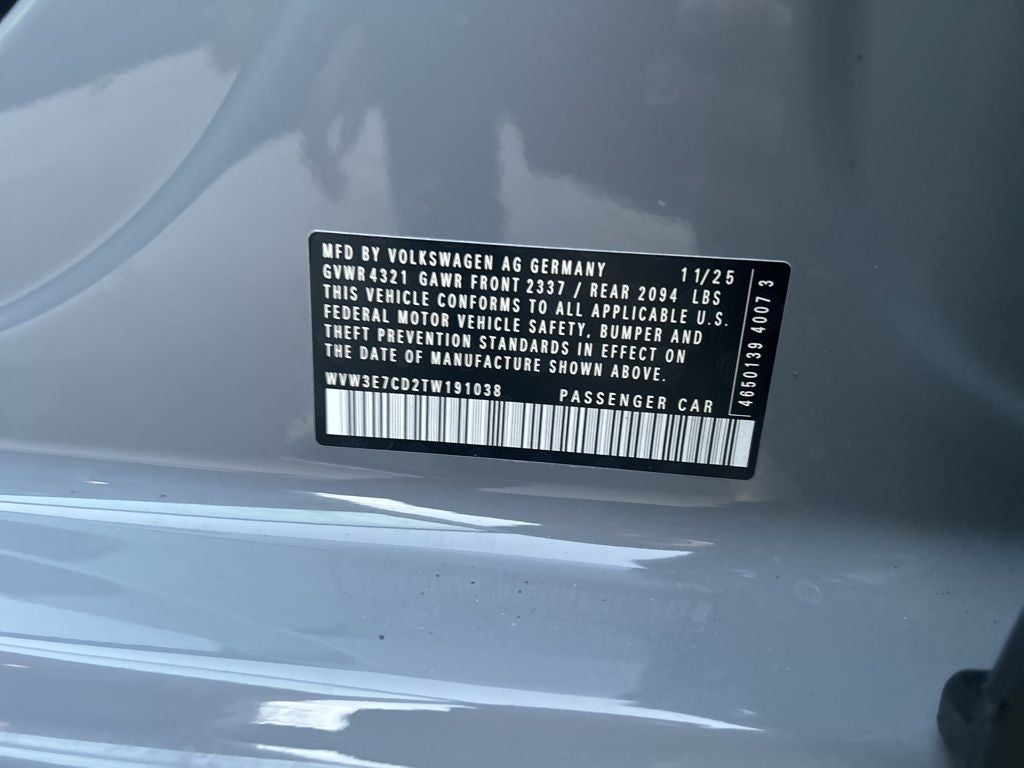 MFD BY VOLKSWAGEN AG GERMANY 11/25
GVWR 4321 GAWR FRONT 2337 / REAR 2094 LBS
THIS VEHICLE CONFORMS TO ALL APPLICABLE U.S.
FEDERAL MOTOR VEHICLE SAFETY, BUMPER AND
THEFT PREVENTION STANDARDS IN EFFECT ON
THE DATE OF MANUFACTURE SHOWN ABOVE.
WVW3E7CD2TW191038 PASSENGER CAR
4650139 4007 3